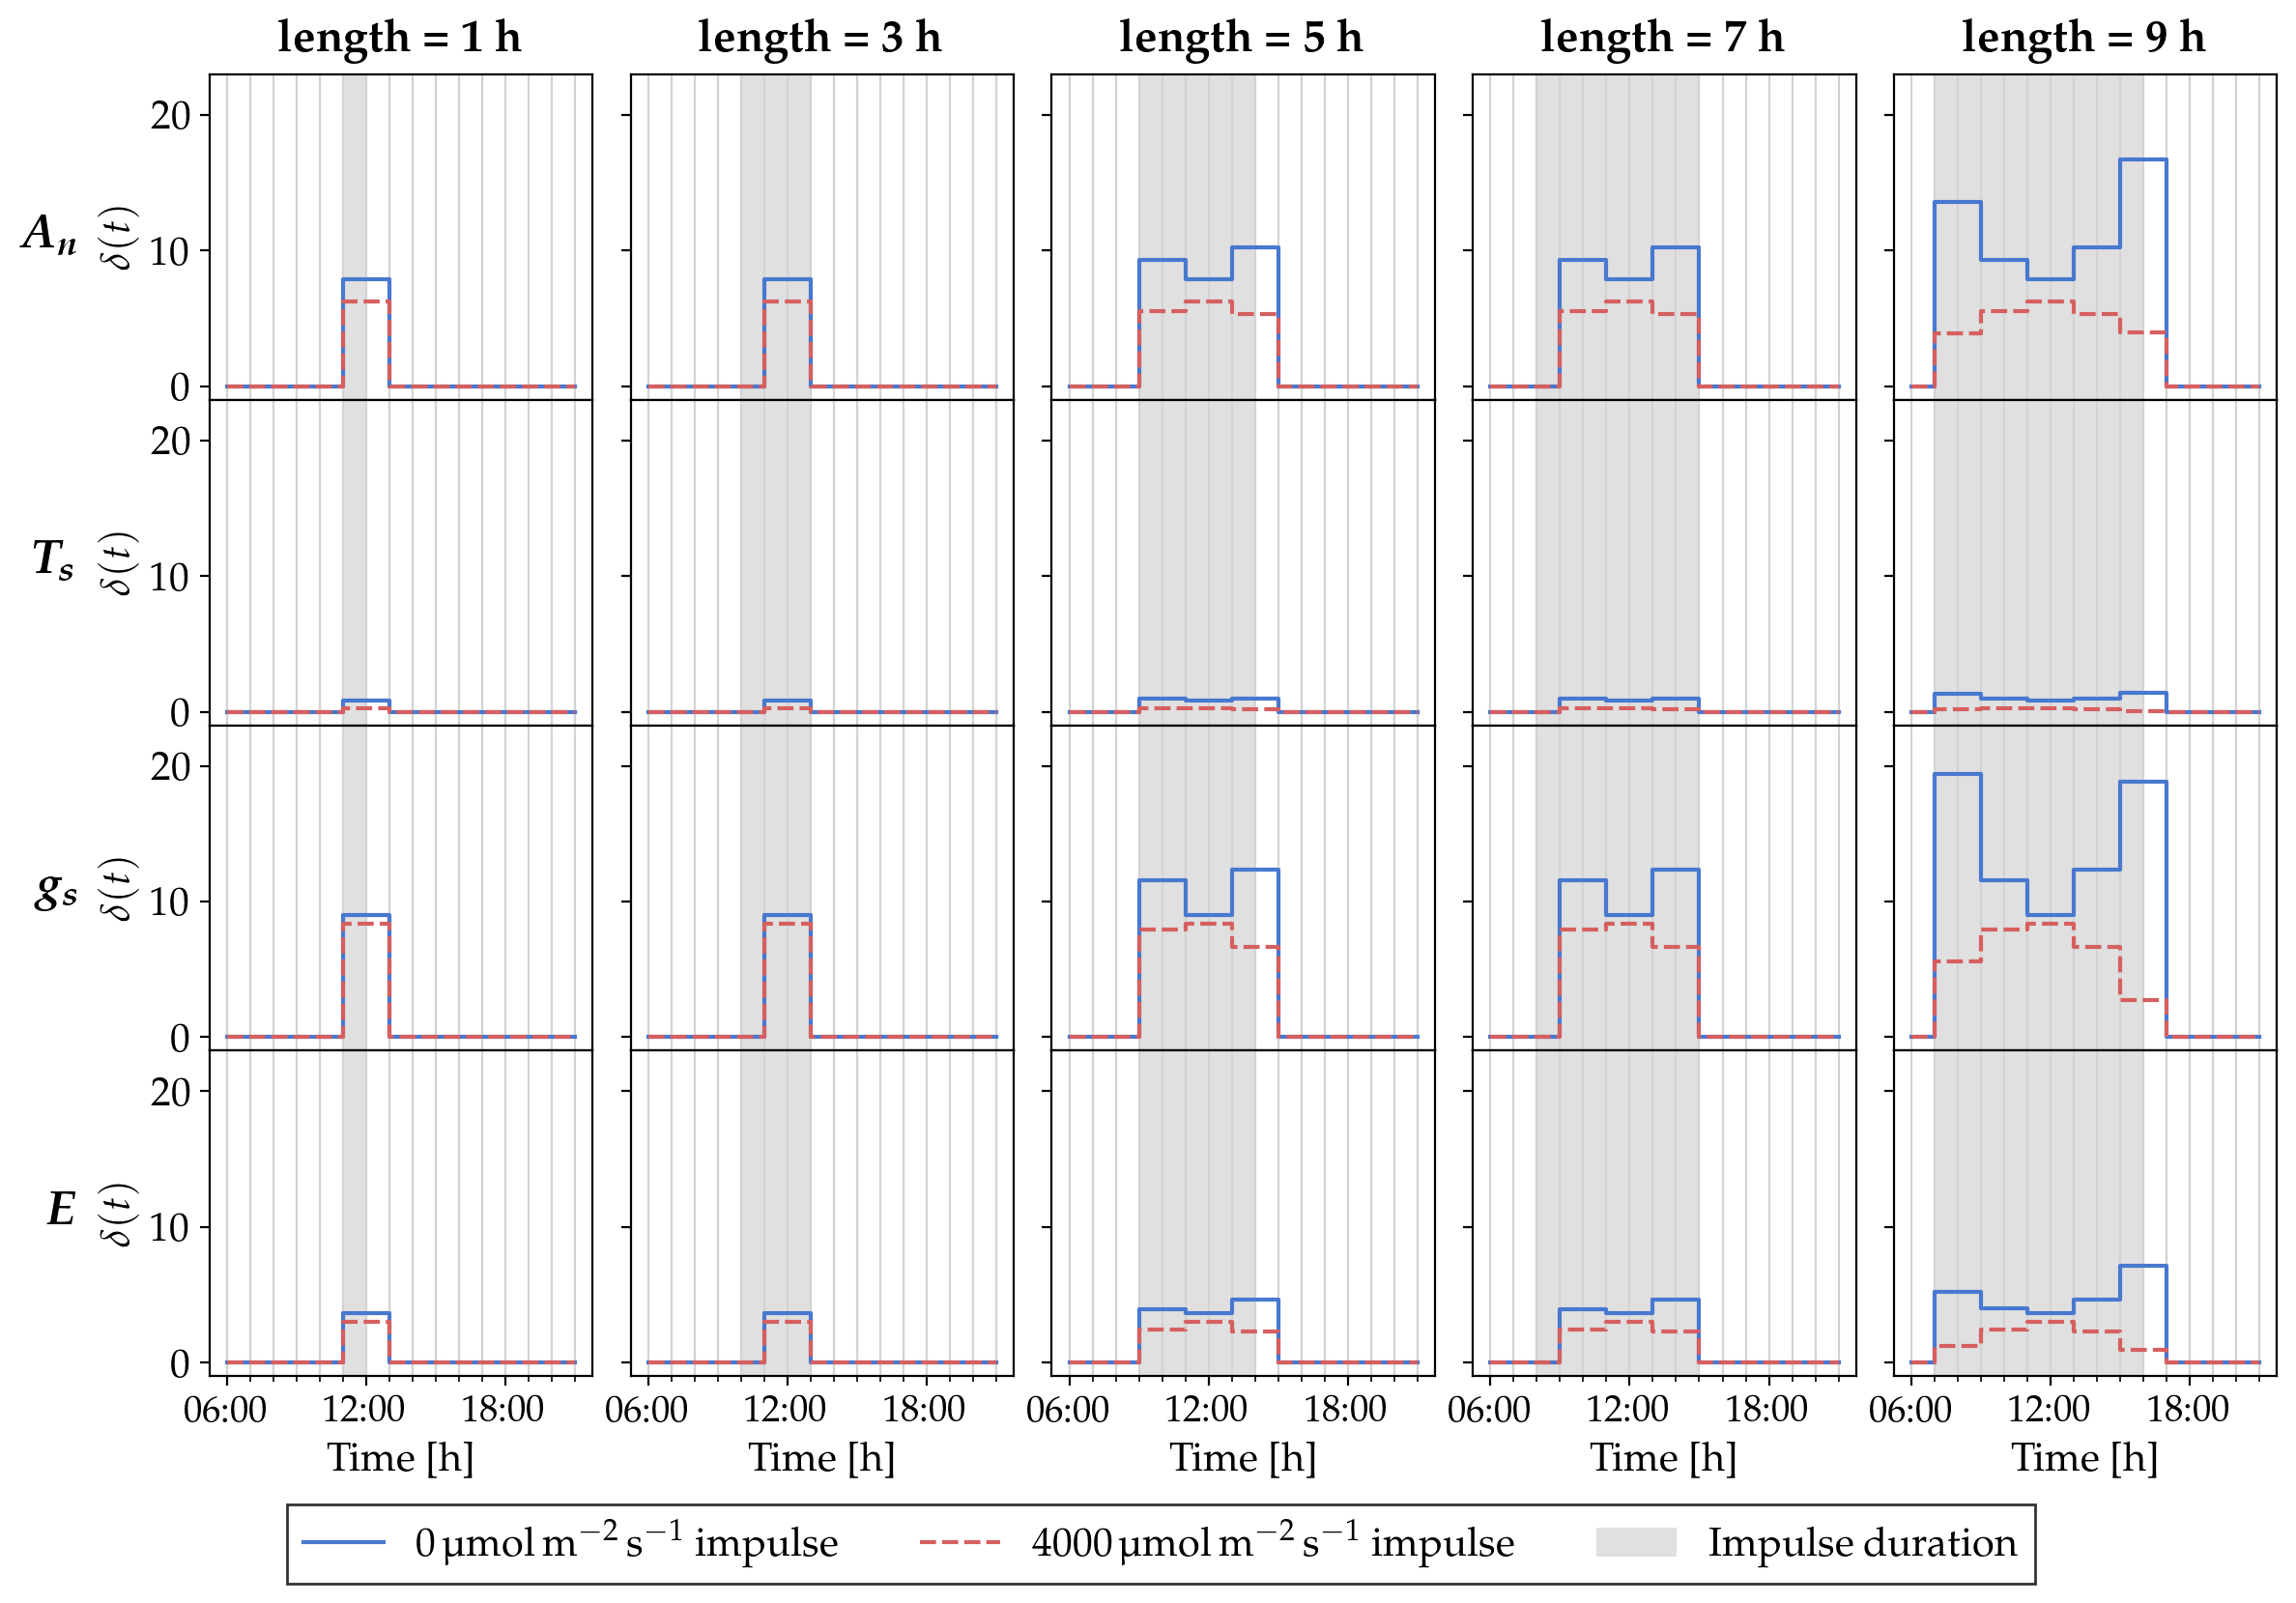 length = 1 h length = 3 h length = 5 h length = 7 h length = 9 h
20
Aₙ δ(t) 10
0
20
Tₛ δ(t) 10
0
20
gₛ δ(t) 10
0
20
E δ(t) 10
0
06:00 12:00 18:00 06:00 12:00 18:00 06:00 12:00 18:00 06:00 12:00 18:00 06:00 12:00 18:00
Time [h] Time [h] Time [h] Time [h] Time [h]
0 µmol m⁻² s⁻¹ impulse 4000 µmol m⁻² s⁻¹ impulse Impulse duration